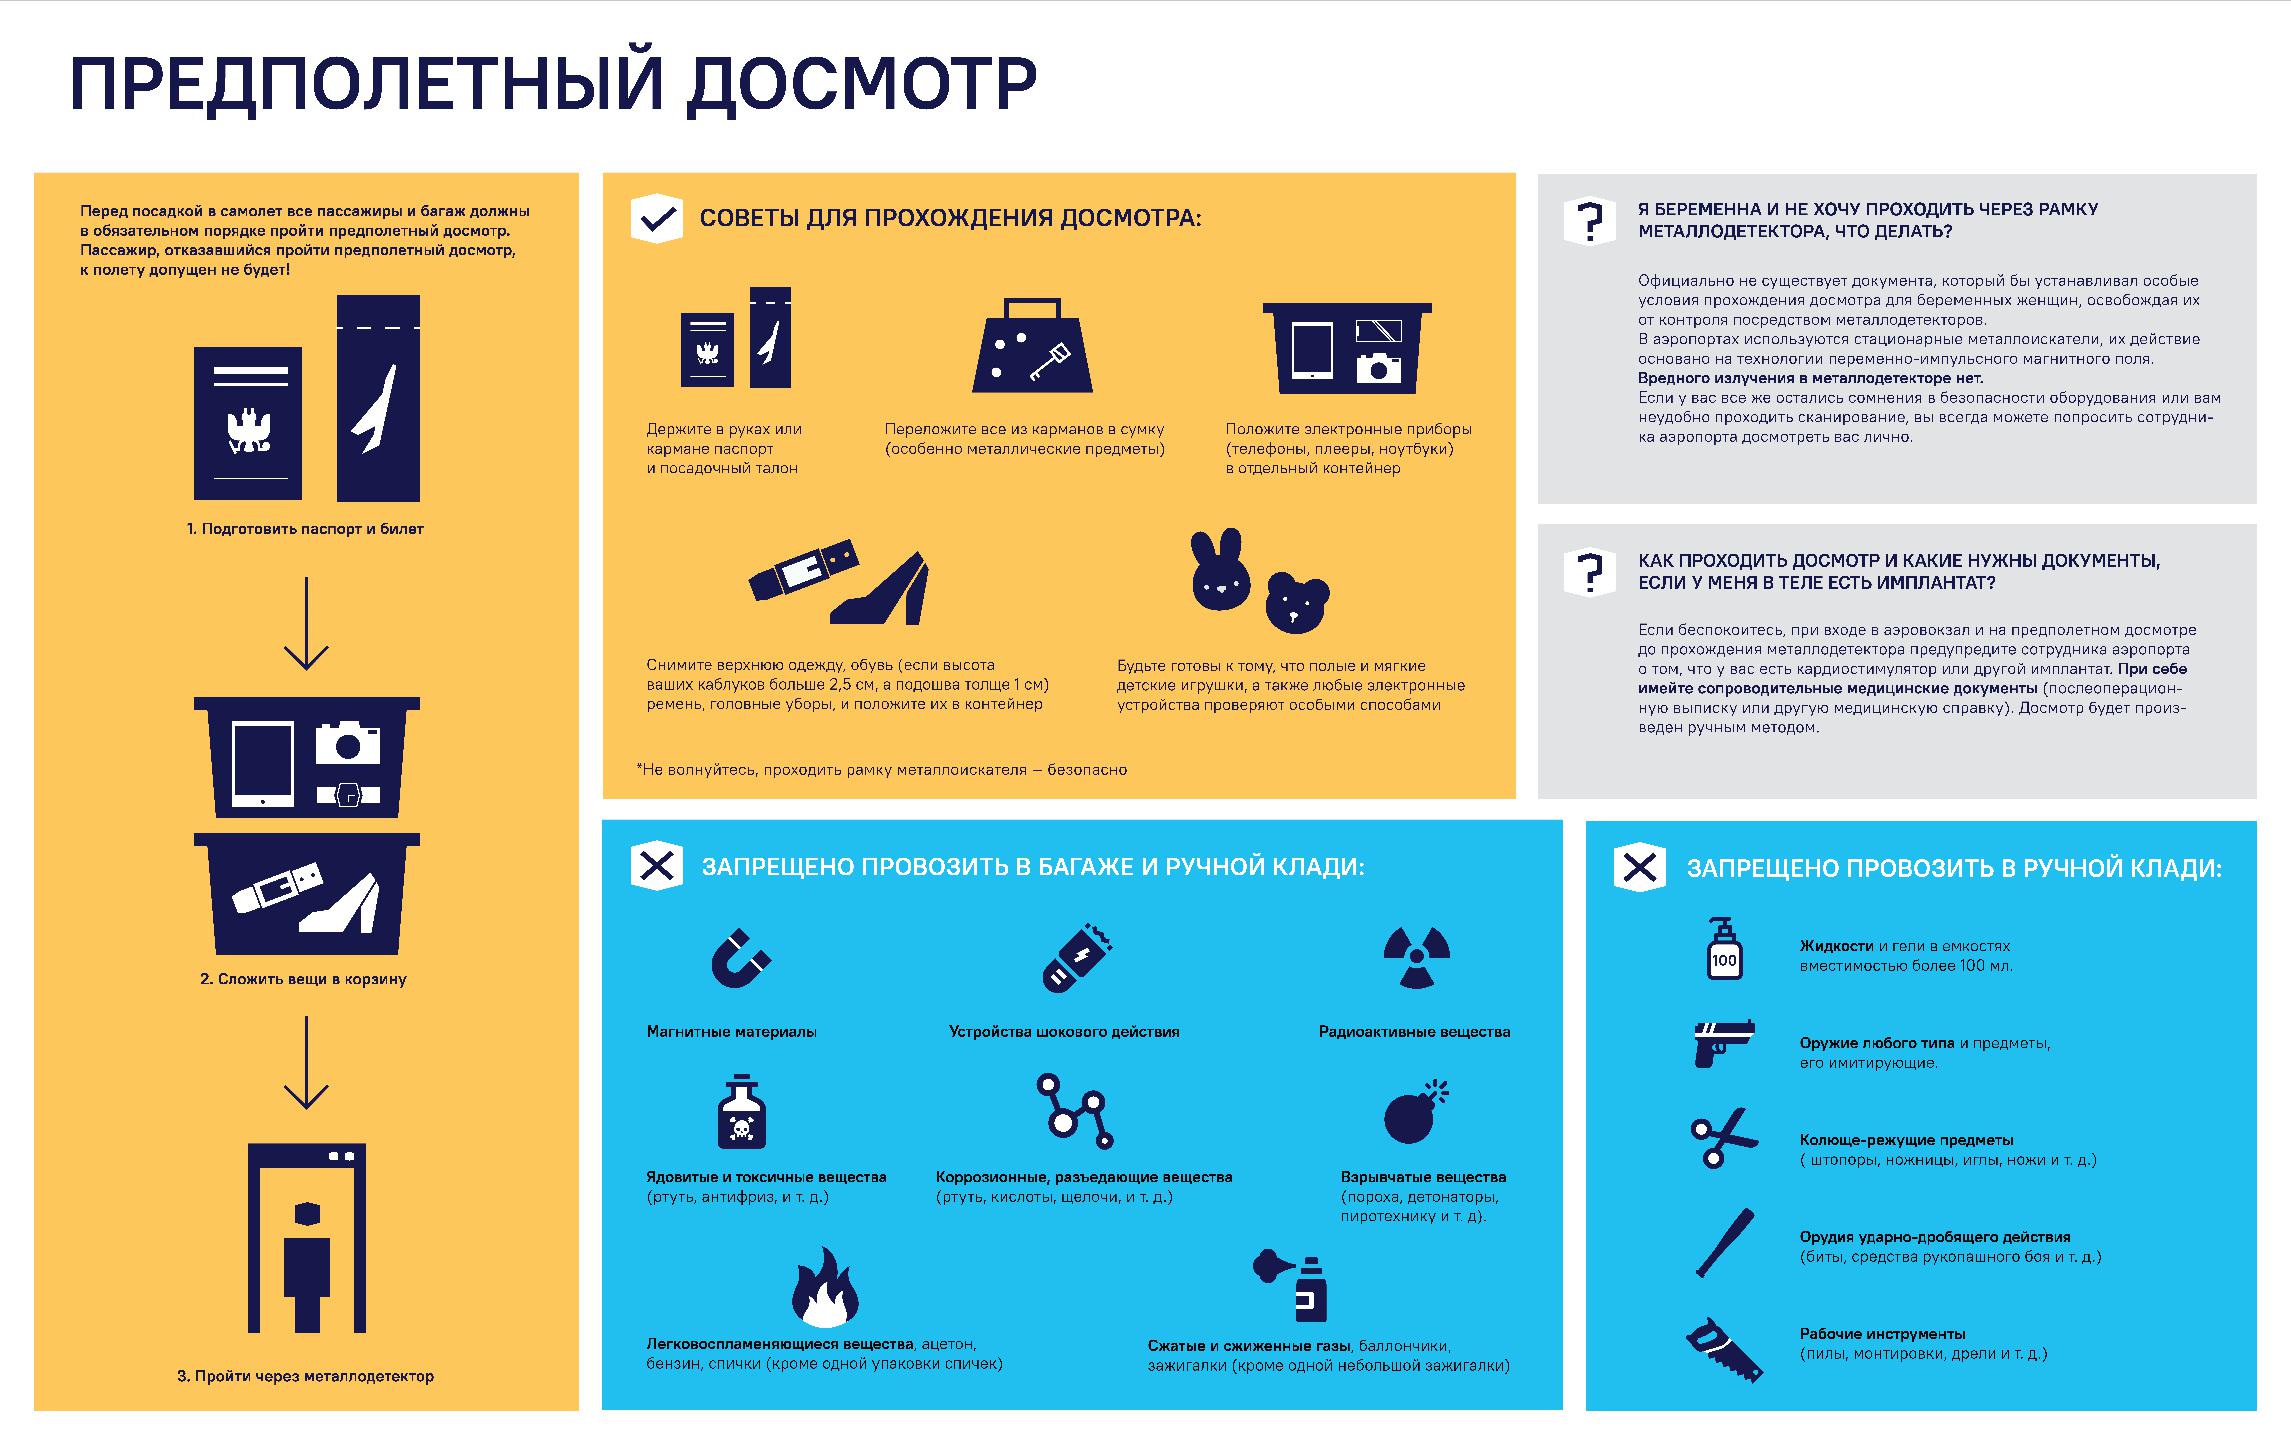 ПРЕДПОЛЕТНЫЙ ДОСМОТР
Перед посадкой в самолет все пассажиры и багаж должны
в обязательном порядке пройти предполетный досмотр.
Пассажир, отказавшийся пройти предполетный досмотр,
к полету допущен не будет!
1. Подготовить паспорт и билет
2. Сложить вещи в корзину
3. Пройти через металлодетектор
СОВЕТЫ ДЛЯ ПРОХОЖДЕНИЯ ДОСМОТРА:
Держите в руках или
кармане паспорт
и посадочный талон
Переложите все из карманов в сумку
(особенно металлические предметы)
Положите электронные приборы
(телефоны, плееры, ноутбуки)
в отдельный контейнер
Снимите верхнюю одежду, обувь (если высота
ваших каблуков больше 2,5 см, а подошва толще 1 см)
ремень, головные уборы, и положите их в контейнер
Будьте готовы к тому, что полые и мягкие
детские игрушки, а также любые электронные
устройства проверяют особыми способами
*Не волнуйтесь, проходить рамку металлоискателя – безопасно
? Я БЕРЕМЕННА И НЕ ХОЧУ ПРОХОДИТЬ ЧЕРЕЗ РАМКУ
МЕТАЛЛОДЕТЕКТОРА, ЧТО ДЕЛАТЬ?
Официально не существует документа, который бы устанавливал особые
условия прохождения досмотра для беременных женщин, освобождая их
от контроля посредством металлодетекторов.
В аэропортах используются стационарные металлоискатели, их действие
основано на технологии переменно-импульсного магнитного поля.
Вредного излучения в металлодетекторе нет.
Если у вас все же остались сомнения в безопасности оборудования или вам
неудобно проходить сканирование, вы всегда можете попросить сотрудни-
ка аэропорта досмотреть вас лично.
? КАК ПРОХОДИТЬ ДОСМОТР И КАКИЕ НУЖНЫ ДОКУМЕНТЫ,
ЕСЛИ У МЕНЯ В ТЕЛЕ ЕСТЬ ИМПЛАНТАТ?
Если беспокоитесь, при входе в аэровокзал и на предполетном досмотре
до прохождения металлодетектора предупредите сотрудника аэропорта
о том, что у вас есть кардиостимулятор или другой имплантат. При себе
имейте сопроводительные медицинские документы (послеоперацион-
ную выписку или другую медицинскую справку). Досмотр будет произ-
веден ручным методом.
ЗАПРЕЩЕНО ПРОВОЗИТЬ В БАГАЖЕ И РУЧНОЙ КЛАДИ:
Магнитные материалы
Устройства шокового действия
Радиоактивные вещества
Ядовитые и токсичные вещества
(ртуть, антифриз, и т. д.)
Коррозионные, разъедающие вещества
(ртуть, кислоты, щелочи, и т. д.)
Взрывчатые вещества
(пороха, детонаторы,
пиротехнику и т. д).
Легковоспламеняющиеся вещества, ацетон,
бензин, спички (кроме одной упаковки спичек)
Сжатые и сжиженные газы, баллончики,
зажигалки (кроме одной небольшой зажигалки)
ЗАПРЕЩЕНО ПРОВОЗИТЬ В РУЧНОЙ КЛАДИ:
100
Жидкости и гели в емкостях
вместимостью более 100 мл.
Оружие любого типа и предметы,
его имитирующие.
Колюще-режущие предметы
( штопоры, ножницы, иглы, ножи и т. д.)
Орудия ударно-дробящего действия
(биты, средства рукопашного боя и т. д.)
Рабочие инструменты
(пилы, монтировки, дрели и т. д.)